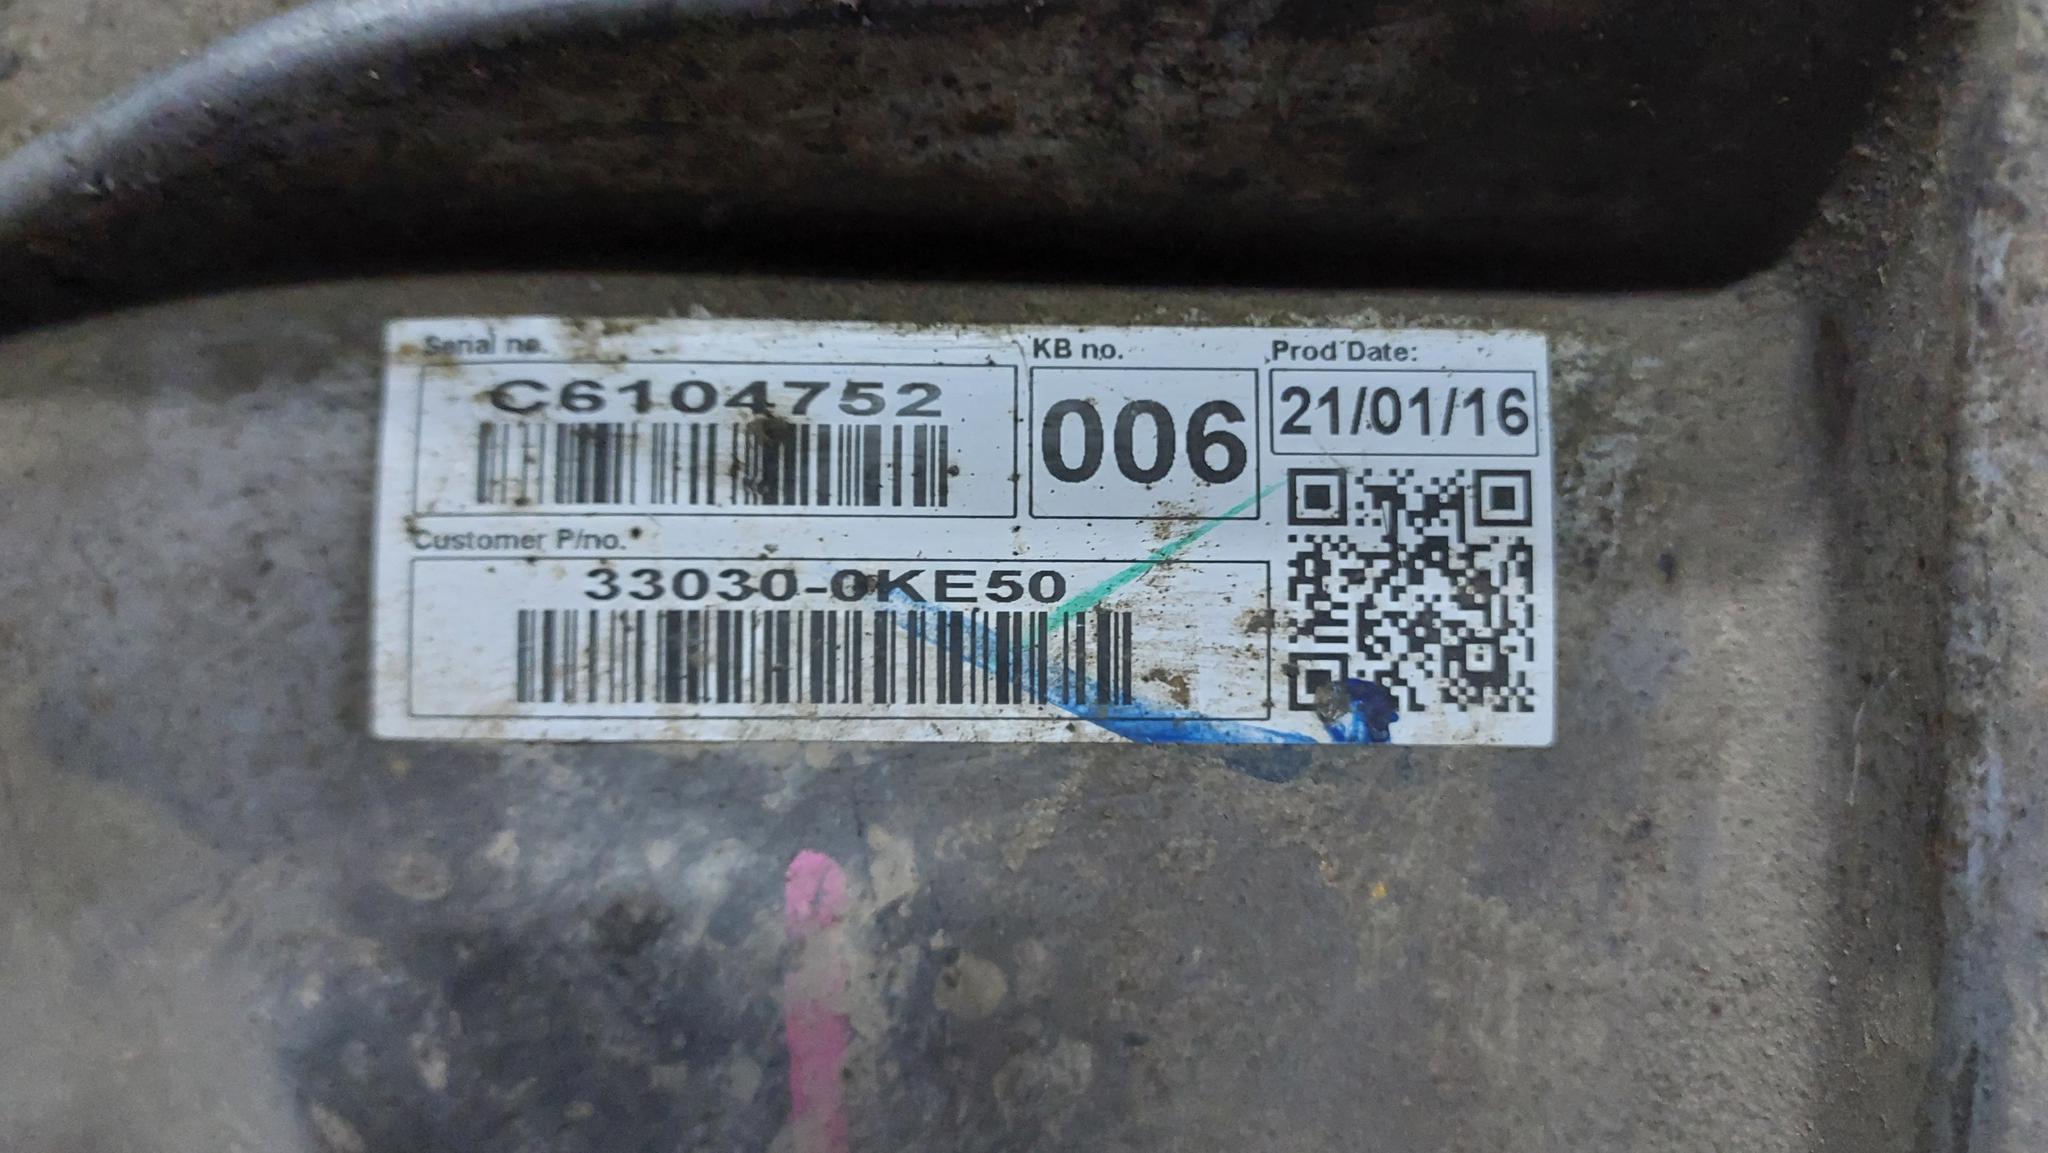 Serial no.
C6104752
KB no.
006
Prod Date:
21/01/16
Customer P/no.
33030-0KE50